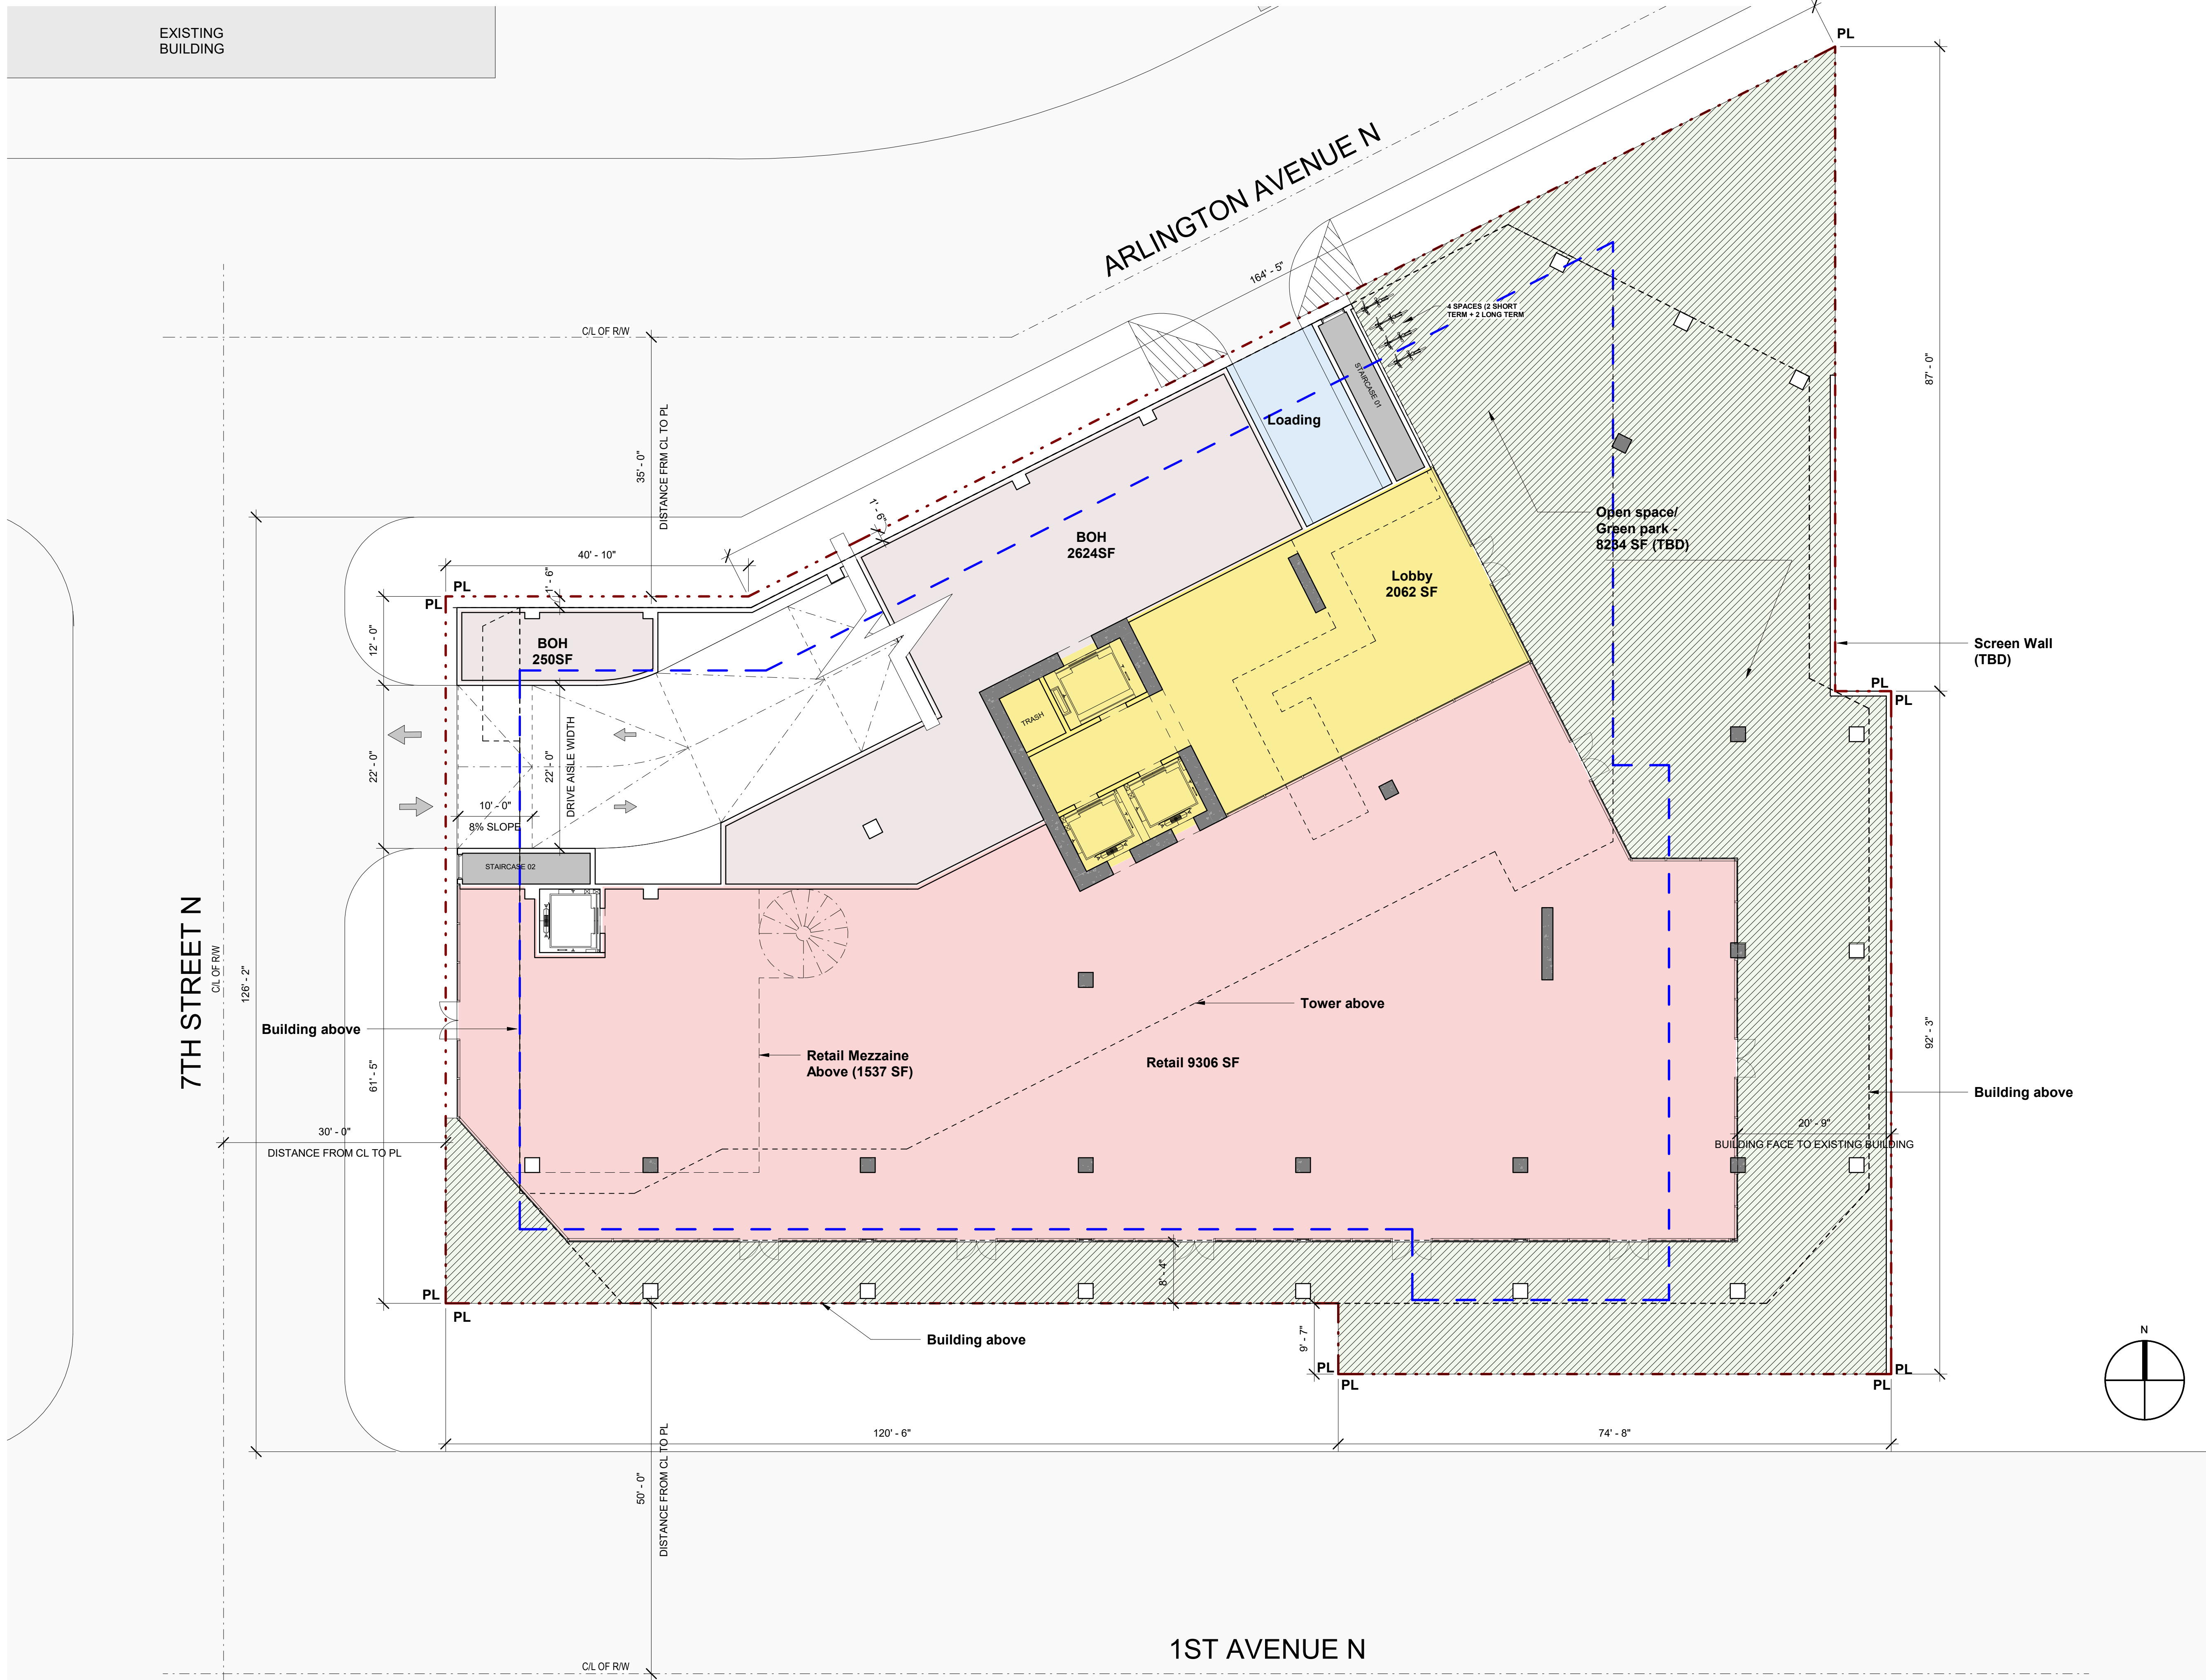 EXISTING
BUILDING
PL
ARLINGTON AVENUE N
164' - 5"
4 SPACES (2 SHORT
TERM + 2 LONG TERM
C/L OF R/W
87' - 0"
STAIRCASE 01
Loading
35' - 0"
DISTANCE FRM CL TO PL
1' - 6"
Open space/
Green park -
8234 SF (TBD)
BOH
2624SF
40' - 10"
1' - 6"
PL
PL
Lobby
2062 SF
12' - 0"
BOH
250SF
Screen Wall
(TBD)
PL
PL
TRASH
22' - 0"
22' - 0"
DRIVE AISLE WIDTH
10' - 0"
8% SLOPE
STAIRCASE 02
7TH STREET N
C/L OF R/W
126' - 2"
Building above
Tower above
Retail Mezzaine
Above (1537 SF)
Retail 9306 SF
92' - 3"
61' - 5"
Building above
30' - 0"
DISTANCE FROM CL TO PL
20' - 9"
BUILDING FACE TO EXISTING BUILDING
8' - 4"
PL
PL
Building above
9' - 7"
N
PL
PL
PL
PL
120' - 6"
74' - 8"
50' - 0"
DISTANCE FROM CL TO PL
1ST AVENUE N
C/L OF R/W